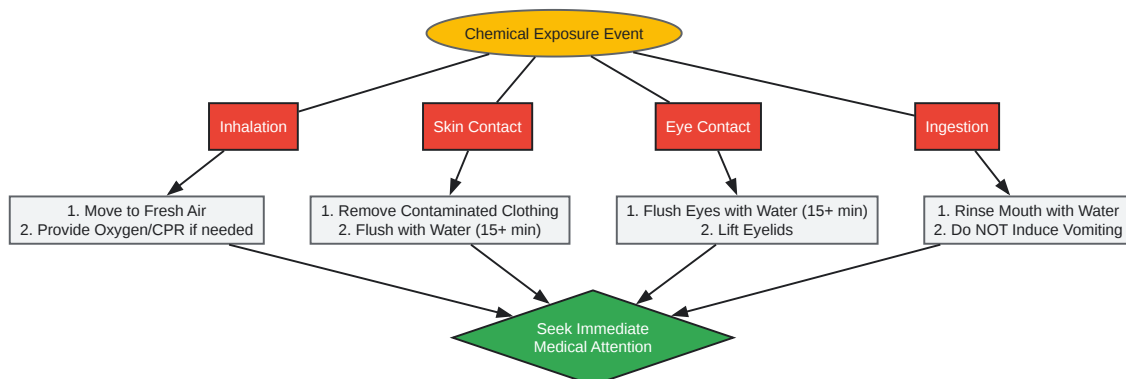 Chemical Exposure Event
Inhalation
Skin Contact
Eye Contact
Ingestion
1. Move to Fresh Air
2. Provide Oxygen/CPR if needed
1. Remove Contaminated Clothing
2. Flush with Water (15+ min)
1. Flush Eyes with Water (15+ min)
2. Lift Eyelids
1. Rinse Mouth with Water
2. Do NOT Induce Vomiting
Seek Immediate
Medical Attention